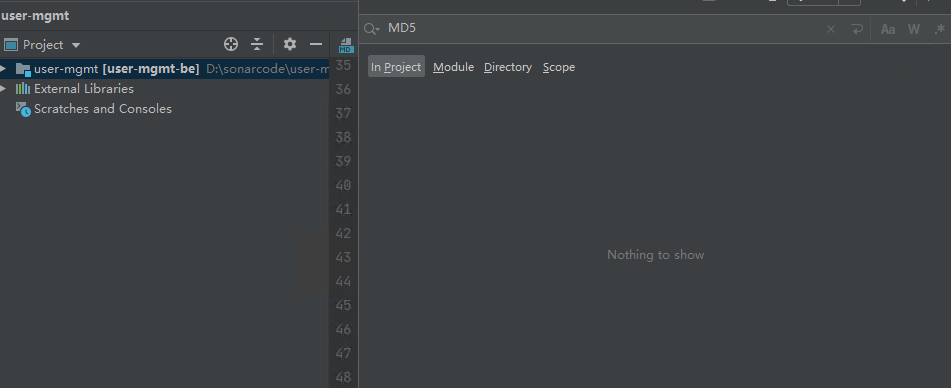 user-mgmt
MD5
Aa W .*
Project
MD
In Project Module Directory Scope
user-mgmt [user-mgmt-be] D:\sonarcode\user-m
External Libraries
Scratches and Consoles
35
36
37
38
39
40
41
42
43
44
45
46
47
48
Nothing to show